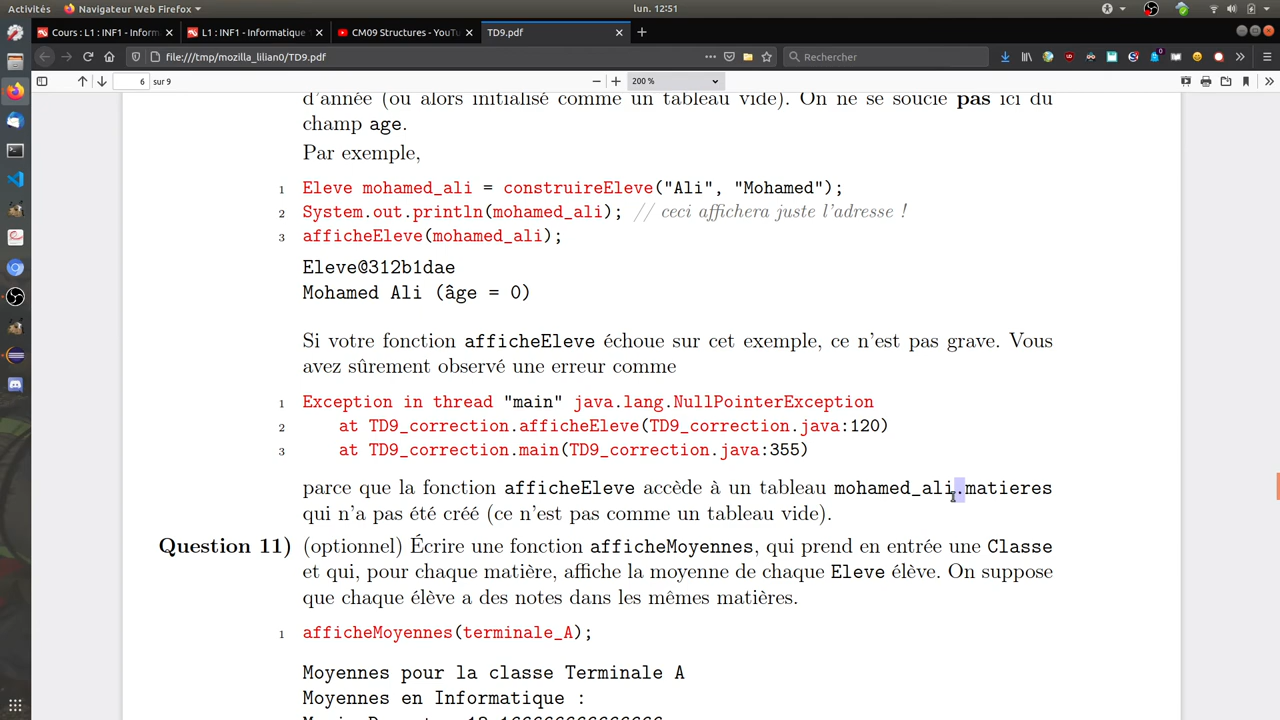 Activités
Navigateur Web Firefox
lun. 12:51
Cours : L1 : INF1 - Inform
L1 : INF1 - Informatique
CM09 Structures - YouTu
TD9.pdf
file:///tmp/mozilla_lilian0/TD9.pdf
Rechercher
6 sur 9
200 %
d'année (ou alors initialisé comme un tableau vide). On ne se soucie pas ici du
champ age.
Par exemple,
1 Eleve mohamed_ali = construireEleve("Ali", "Mohamed");
2 System.out.println(mohamed_ali); // ceci affichera juste l'adresse !
3 afficheEleve(mohamed_ali);
Eleve@312b1dae
Mohamed Ali (âge = 0)
Si votre fonction afficheEleve échoue sur cet exemple, ce n'est pas grave. Vous
avez sûrement observé une erreur comme
1 Exception in thread "main" java.lang.NullPointerException
2 at TD9_correction.afficheEleve(TD9_correction.java:120)
3 at TD9_correction.main(TD9_correction.java:355)
parce que la fonction afficheEleve accède à un tableau mohamed_ali.matieres
qui n'a pas été créé (ce n'est pas comme un tableau vide).
Question 11) (optionnel) Écrire une fonction afficheMoyennes, qui prend en entrée une Classe
et qui, pour chaque matière, affiche la moyenne de chaque Eleve élève. On suppose
que chaque élève a des notes dans les mêmes matières.
1 afficheMoyennes(terminale_A);
Moyennes pour la classe Terminale A
Moyennes en Informatique :